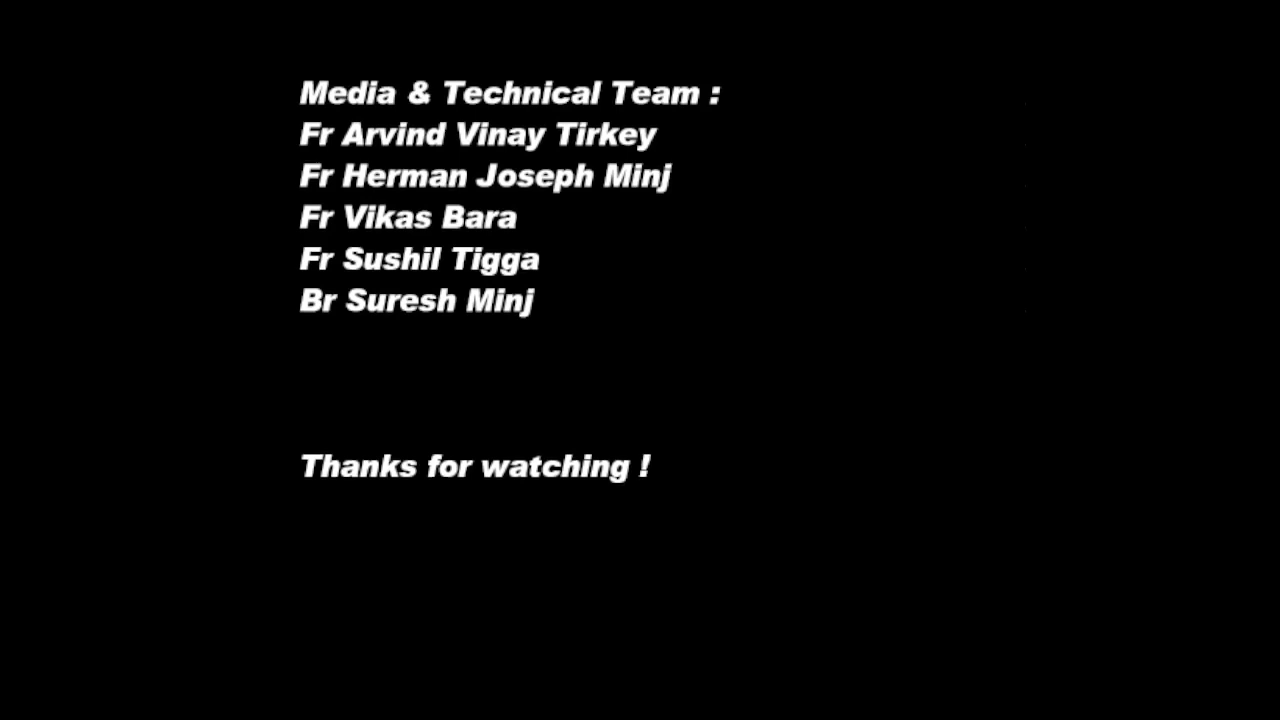 Media & Technical Team :
Fr Arvind Vinay Tirkey
Fr Herman Joseph Minj
Fr Vikas Bara
Fr Sushil Tigga
Br Suresh Minj
Thanks for watching !